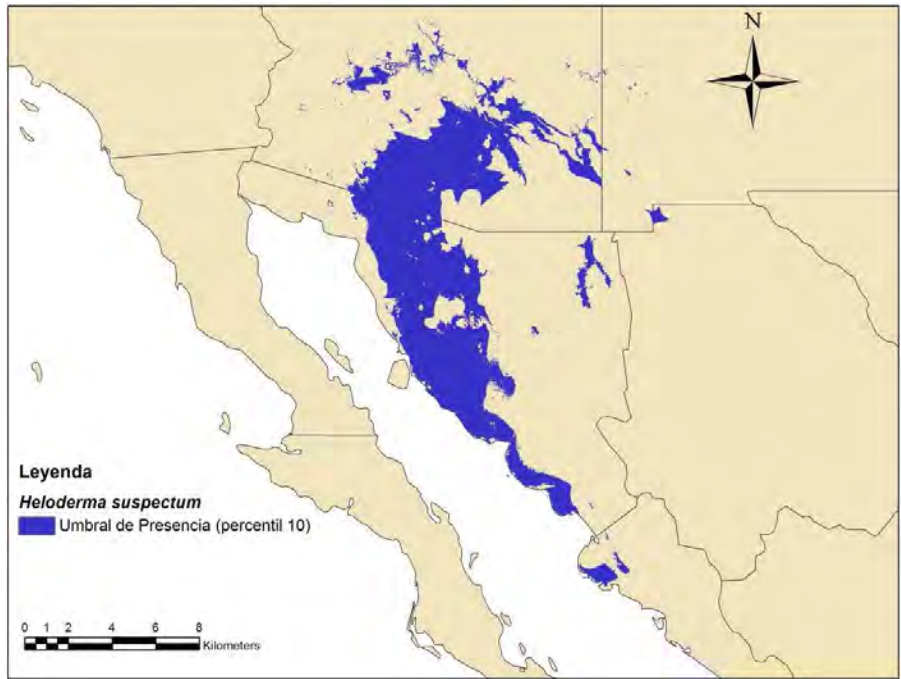 N
Leyenda
Heloderma suspectum
Umbral de Presencia (percentil 10)
0 1 2 4 6 8
Kilometers